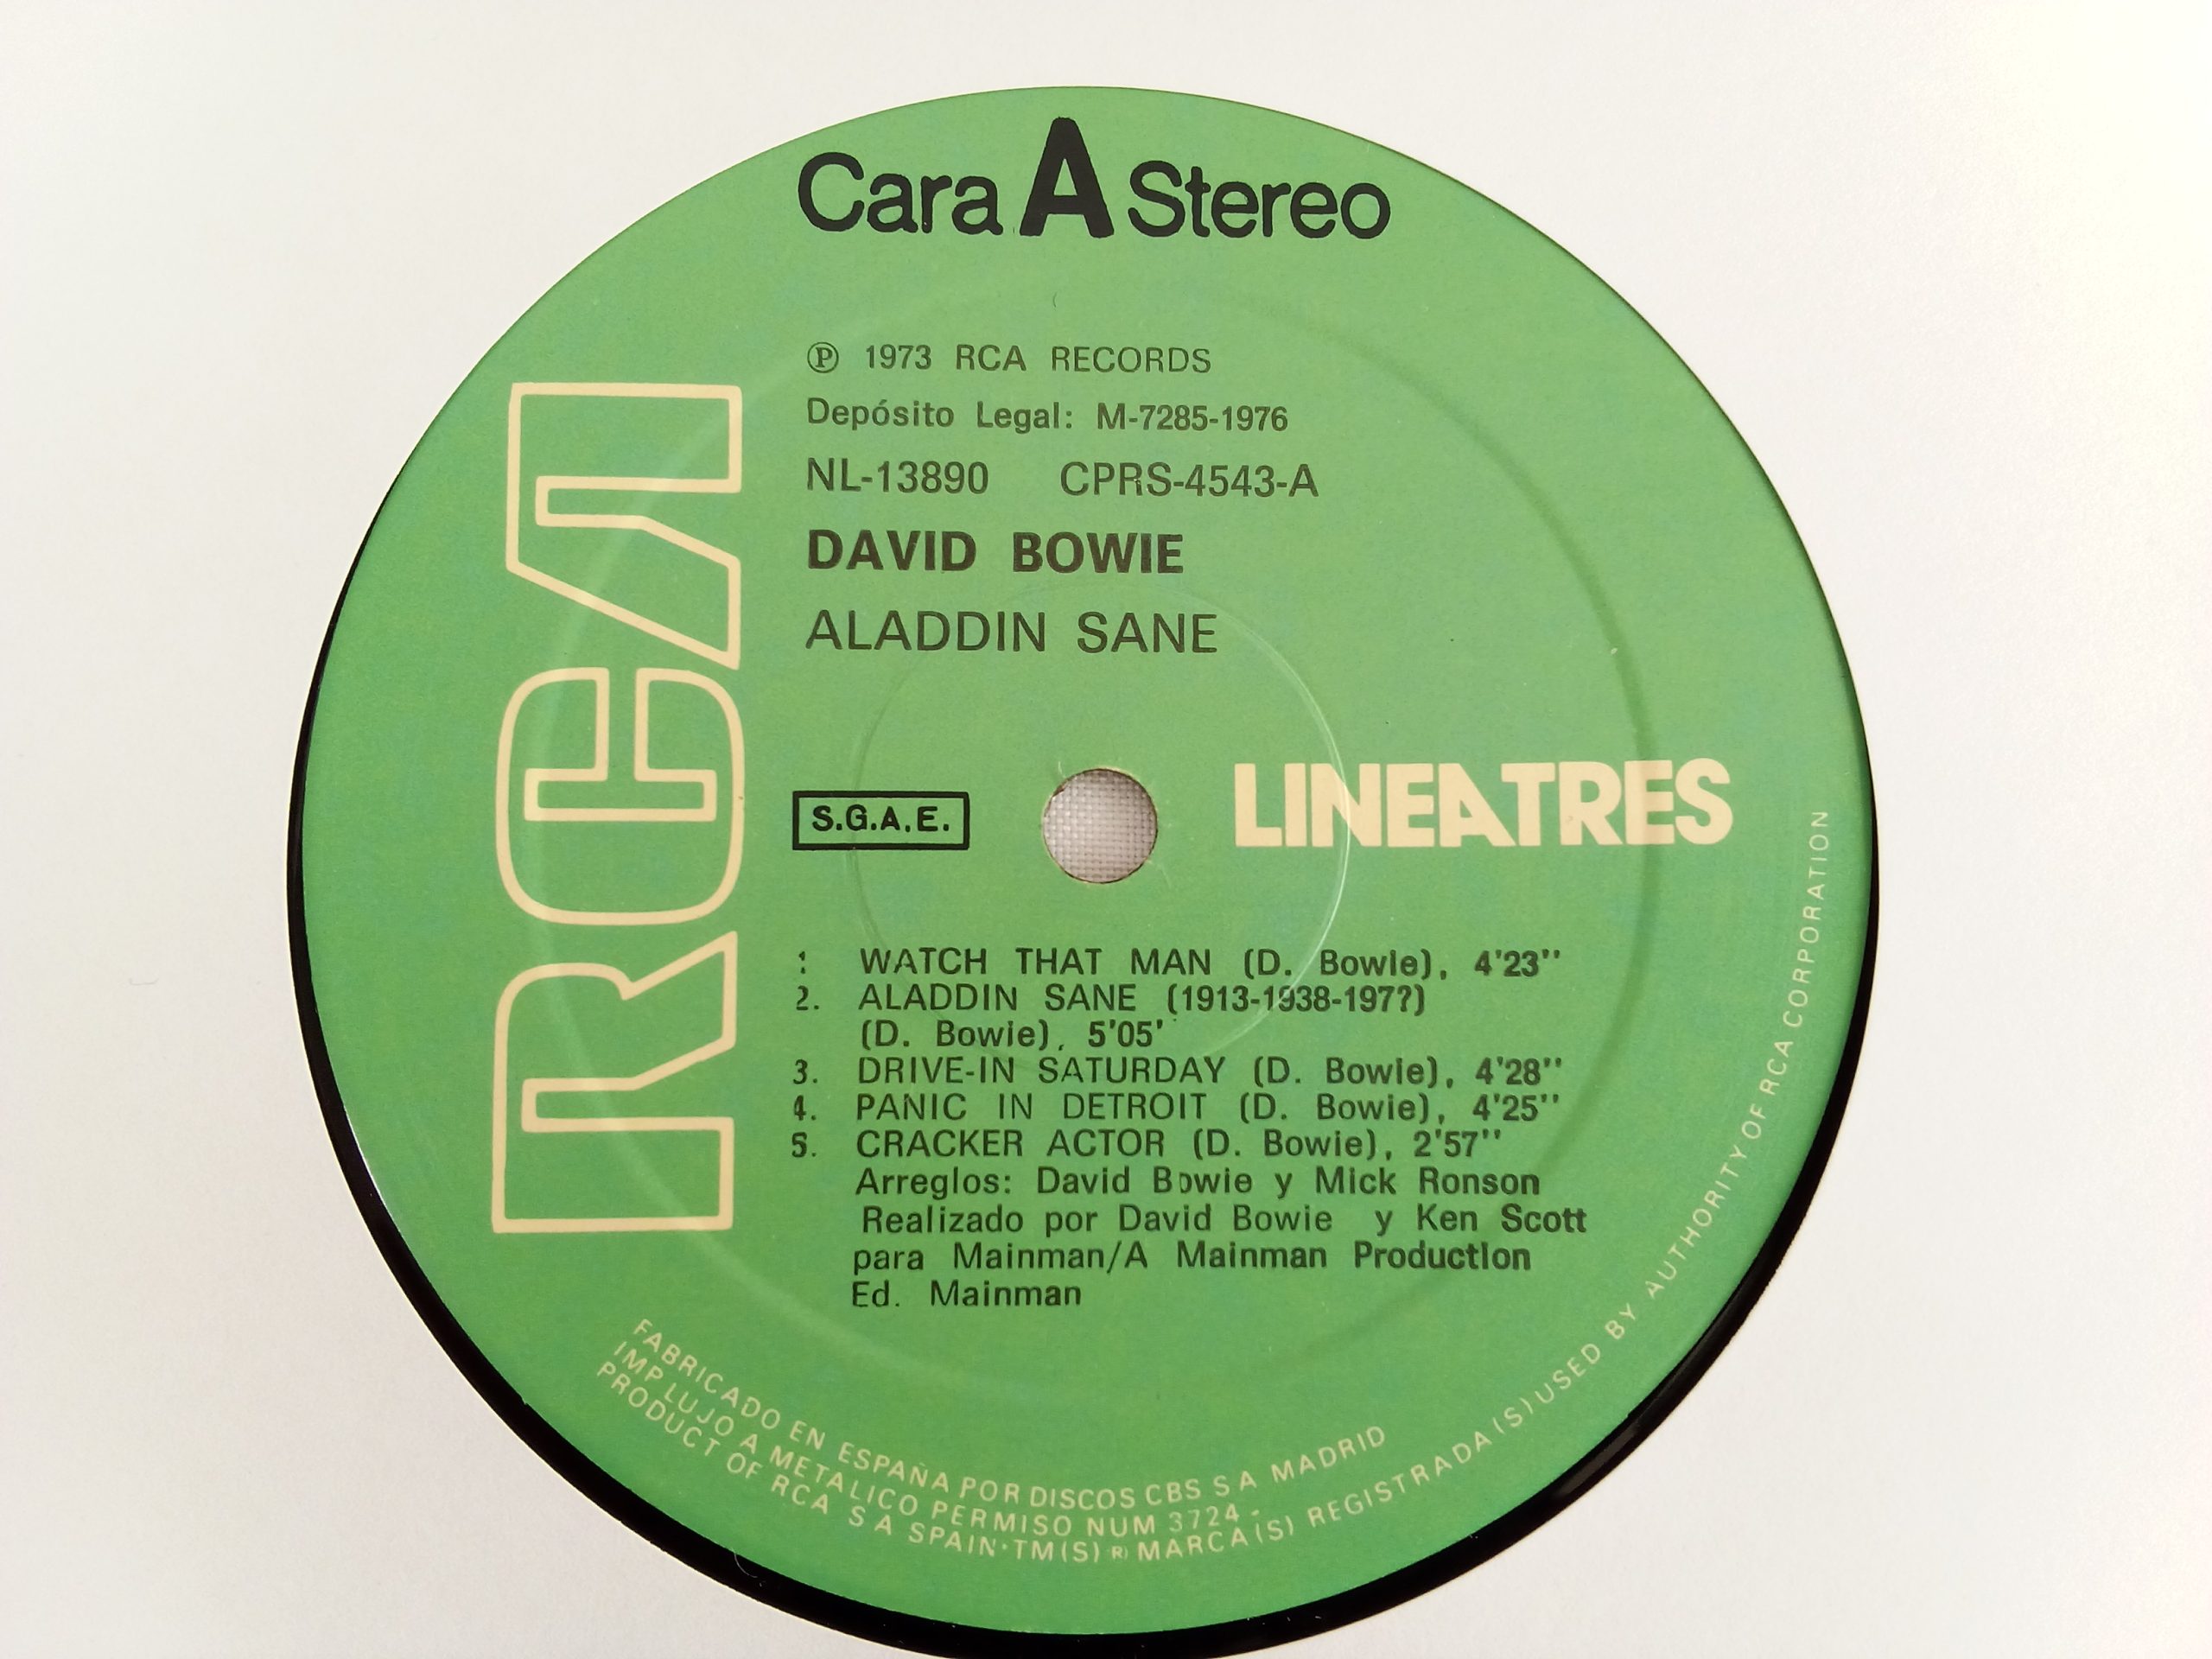 Cara A Stereo
℗ 1973 RCA RECORDS
Depósito Legal: M-7285-1976
NL-13890 CPRS-4543-A
DAVID BOWIE
ALADDIN SANE
RCA
S.G.A.E.
LINEATRES
1 WATCH THAT MAN (D. Bowie), 4'23''
2. ALADDIN SANE (1913-1938-197?)
(D. Bowie), 5'05'
3. DRIVE-IN SATURDAY (D. Bowie), 4'28''
4. PANIC IN DETROIT (D. Bowie), 4'25''
5. CRACKER ACTOR (D. Bowie), 2'57''
Arreglos: David Bowie y Mick Ronson
Realizado por David Bowie y Ken Scott
para Mainman/A Mainman Production
Ed. Mainman
FABRICADO EN ESPAÑA POR DISCOS CBS S A MADRID
IMP LUJO A METALICO PERMISO NUM 3724 -
PRODUCT OF RCA S A SPAIN·TM(S) ® MARCA(S) REGISTRADA(S) USED BY AUTHORITY OF RCA CORPORATION